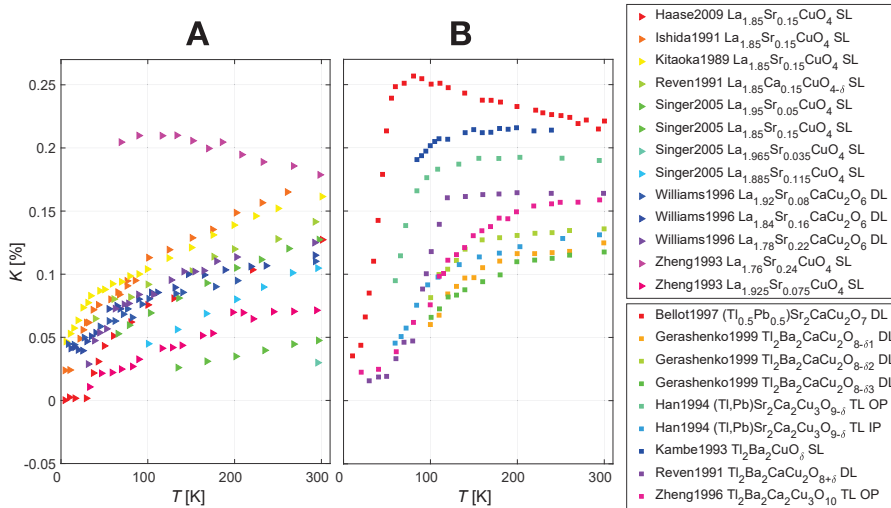 A
B
K [%]
0.25
0.2
0.15
0.1
0.05
0
-0.05
0 100 200 300
T [K]
0 100 200 300
T [K]
Haase2009 La1.85Sr0.15CuO4 SL
Ishida1991 La1.85Sr0.15CuO4 SL
Kitaoka1989 La1.85Sr0.15CuO4 SL
Reven1991 La1.85Ca0.15CuO4-δ SL
Singer2005 La1.95Sr0.05CuO4 SL
Singer2005 La1.85Sr0.15CuO4 SL
Singer2005 La1.965Sr0.035CuO4 SL
Singer2005 La1.885Sr0.115CuO4 SL
Williams1996 La1.92Sr0.08CaCu2O6 DL
Williams1996 La1.84Sr0.16CaCu2O6 DL
Williams1996 La1.78Sr0.22CaCu2O6 DL
Zheng1993 La1.76Sr0.24CuO4 SL
Zheng1993 La1.925Sr0.075CuO4 SL
Bellot1997 (Tl0.5Pb0.5)Sr2CaCu2O7 DL
Gerashenko1999 Tl2Ba2CaCu2O8-δ1 DL
Gerashenko1999 Tl2Ba2CaCu2O8-δ2 DL
Gerashenko1999 Tl2Ba2CaCu2O8-δ3 DL
Han1994 (Tl,Pb)Sr2Ca2Cu3O9-δ TL OP
Han1994 (Tl,Pb)Sr2Ca2Cu3O9-δ TL IP
Kambe1993 Tl2Ba2CuOδ SL
Reven1991 Tl2Ba2CaCu2O8+δ DL
Zheng1996 Tl2Ba2Ca2Cu3O10 TL OP